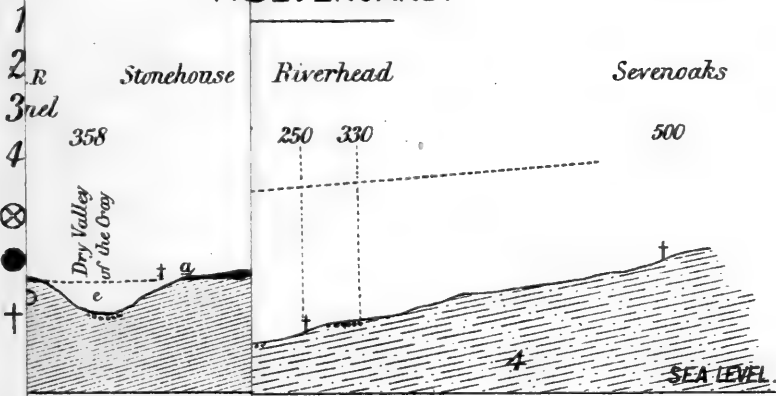 1
2
R Stonehouse Riverhead Sevenoaks
3 nel
358 250 330 500
4
Dry Valley
of the Cray
a
e
4
SEA LEVEL